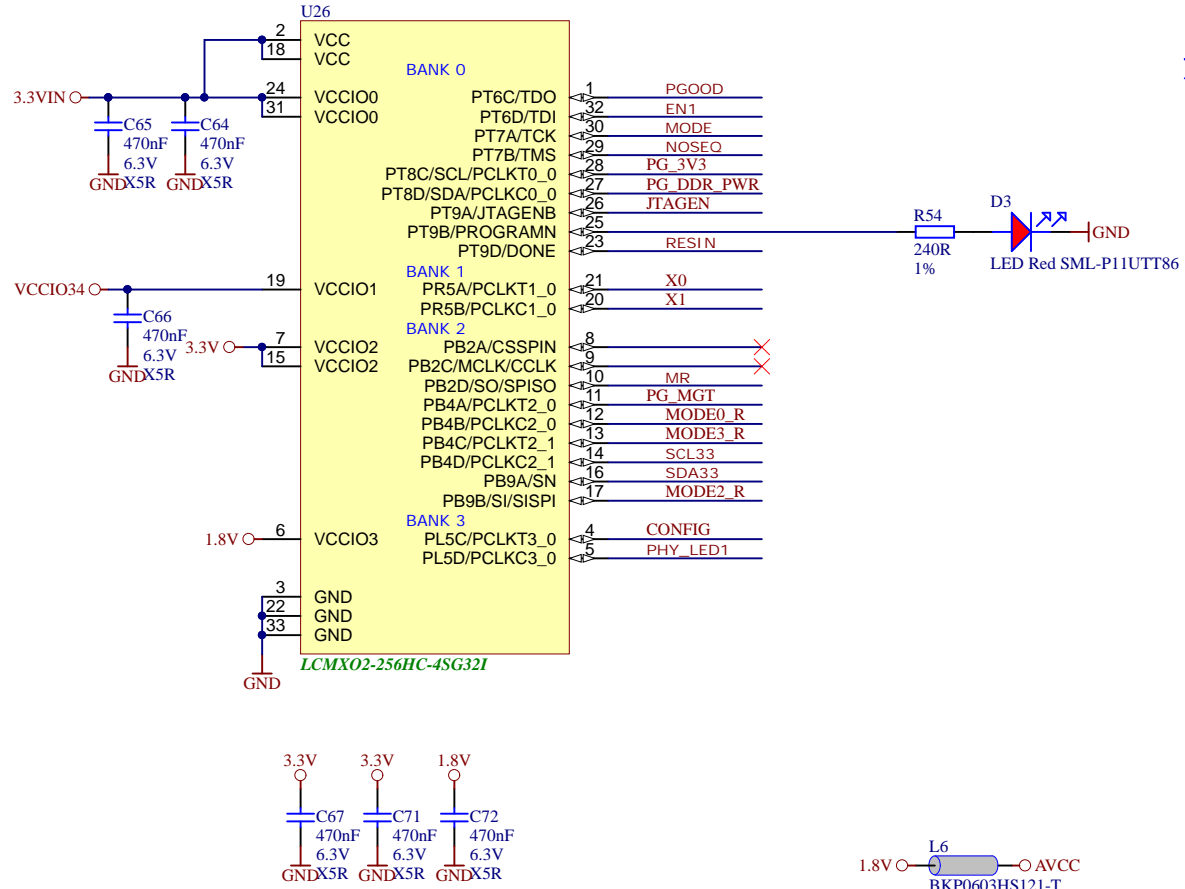 U26
2 VCC
18 VCC
BANK 0
3.3VIN
24 VCCIO0
31 VCCIO0
PT6C/TDO 1 PGOOD
PT6D/TDI 32 EN1
PT7A/TCK 30 MODE
PT7B/TMS 29 NOSEQ
PT8C/SCL/PCLKT0_0 28 PG_3V3
PT8D/SDA/PCLKC0_0 27 PG_DDR_PWR
PT9A/JTAGENB 26 JTAGEN
PT9B/PROGRAMN 25
PT9D/DONE 23 RESIN
C65
470nF
6.3V
X5R
GND
C64
470nF
6.3V
X5R
GND
R54
240R
1%
D3
GND
LED Red SML-P11UTT86
BANK 1
VCCIO34
19 VCCIO1
PR5A/PCLKT1_0 21 X0
PR5B/PCLKC1_0 20 X1
C66
470nF
6.3V
X5R
GND
BANK 2
3.3V
7 VCCIO2
15 VCCIO2
PB2A/CSSPIN 8
PB2C/MCLK/CCLK 9
PB2D/SO/SPISO 10 MR
PB4A/PCLKT2_0 11 PG_MGT
PB4B/PCLKC2_0 12 MODE0_R
PB4C/PCLKT2_1 13 MODE3_R
PB4D/PCLKC2_1 14 SCL33
PB9A/SN 16 SDA33
PB9B/SI/SISPI 17 MODE2_R
BANK 3
1.8V
6 VCCIO3
PL5C/PCLKT3_0 4 CONFIG
PL5D/PCLKC3_0 5 PHY_LED1
3 GND
22 GND
33 GND
GND
LCMXO2-256HC-4SG32I
3.3V
C67
470nF
6.3V
X5R
GND
3.3V
C71
470nF
6.3V
X5R
GND
1.8V
C72
470nF
6.3V
X5R
GND
L6
1.8V
AVCC
BKP0603HS121-T